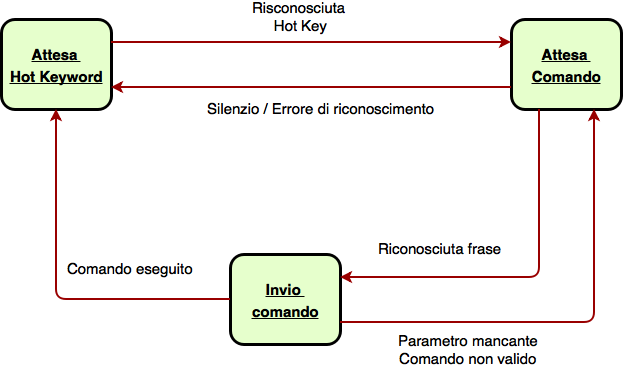 Risconosciuta
Hot Key
Attesa
Hot Keyword
Attesa
Comando
Silenzio / Errore di riconoscimento
Riconosciuta frase
Comando eseguito
Invio
comando
Parametro mancante
Comando non valido